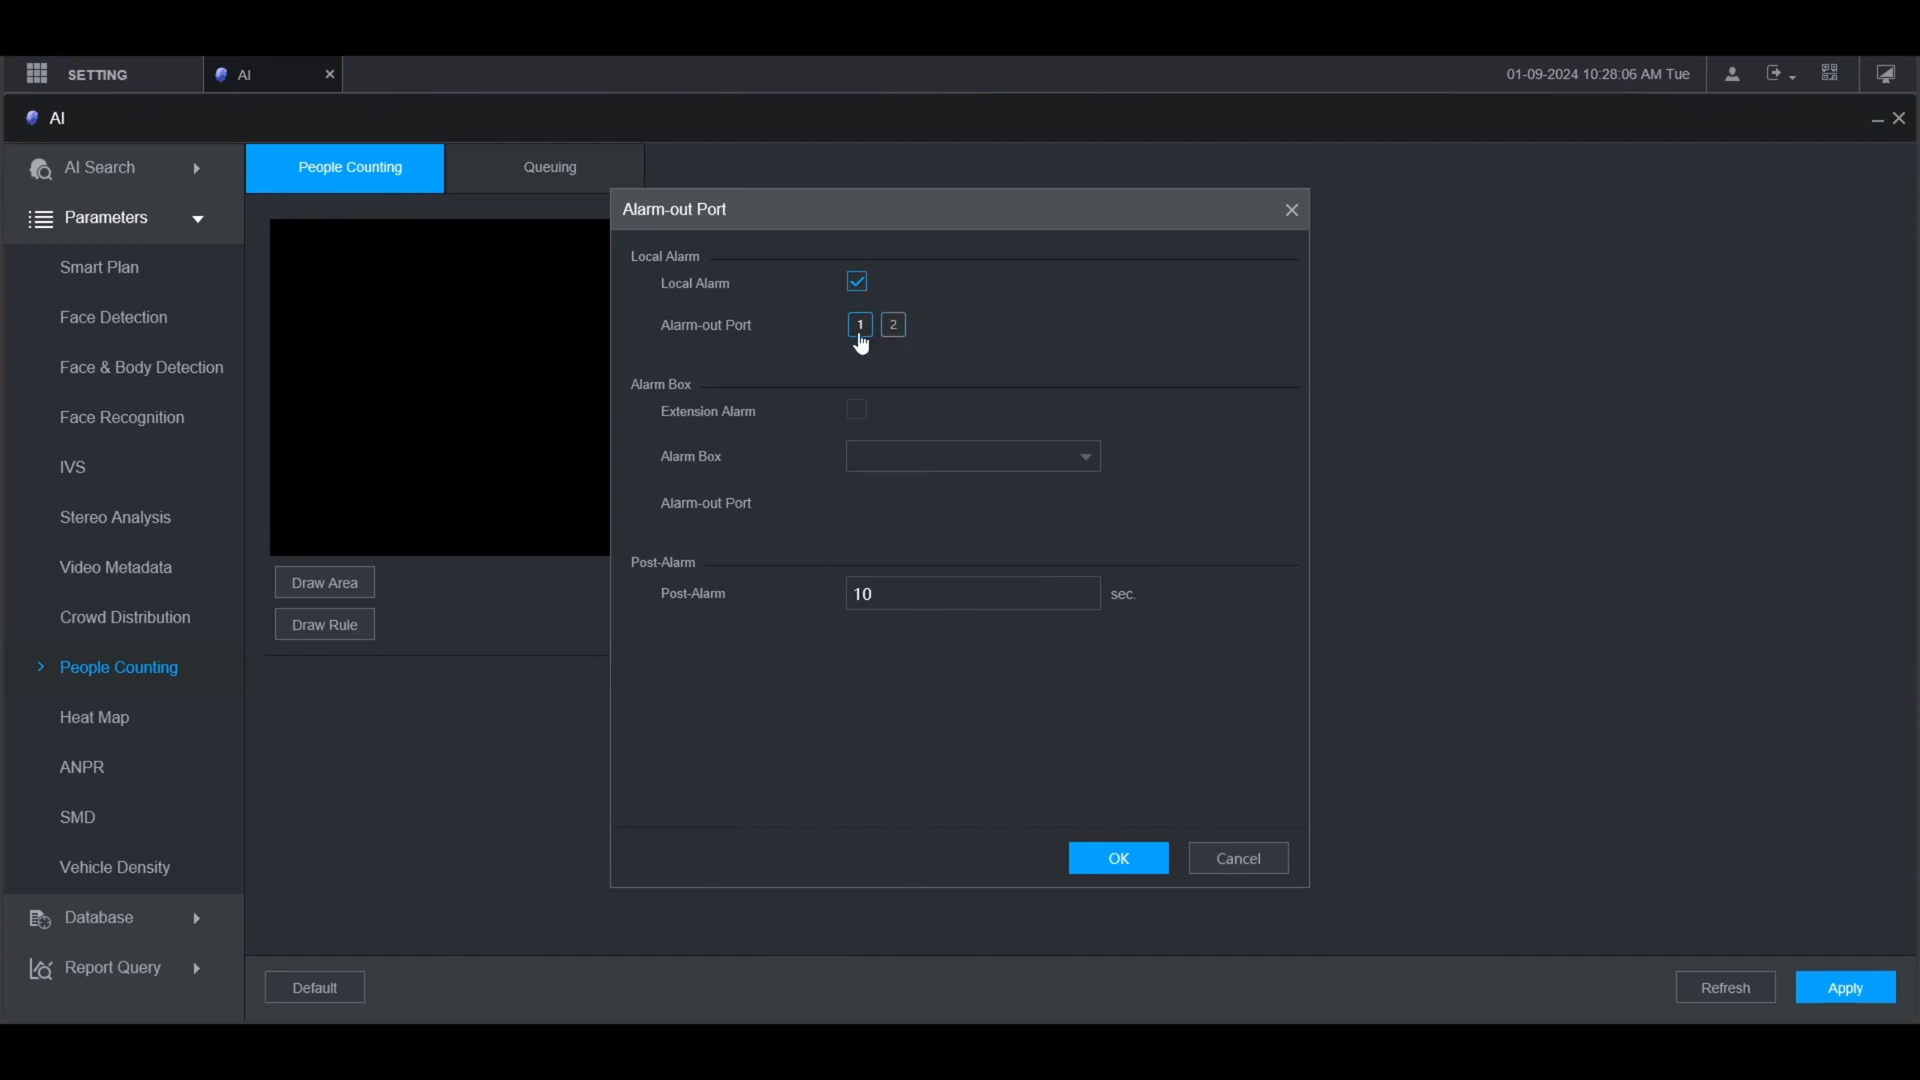 SETTING
AI
01-09-2024 10:28:06 AM Tue
AI
AI Search
Parameters
Smart Plan
Face Detection
Face & Body Detection
Face Recognition
IVS
Stereo Analysis
Video Metadata
Crowd Distribution
People Counting
Heat Map
ANPR
SMD
Vehicle Density
Database
Report Query
People Counting
Queuing
Draw Area
Draw Rule
Alarm-out Port
Local Alarm
Local Alarm
Alarm-out Port 1 2
Alarm Box
Extension Alarm
Alarm Box
Alarm-out Port
Post-Alarm
Post-Alarm 10 sec.
OK
Cancel
Default
Refresh
Apply